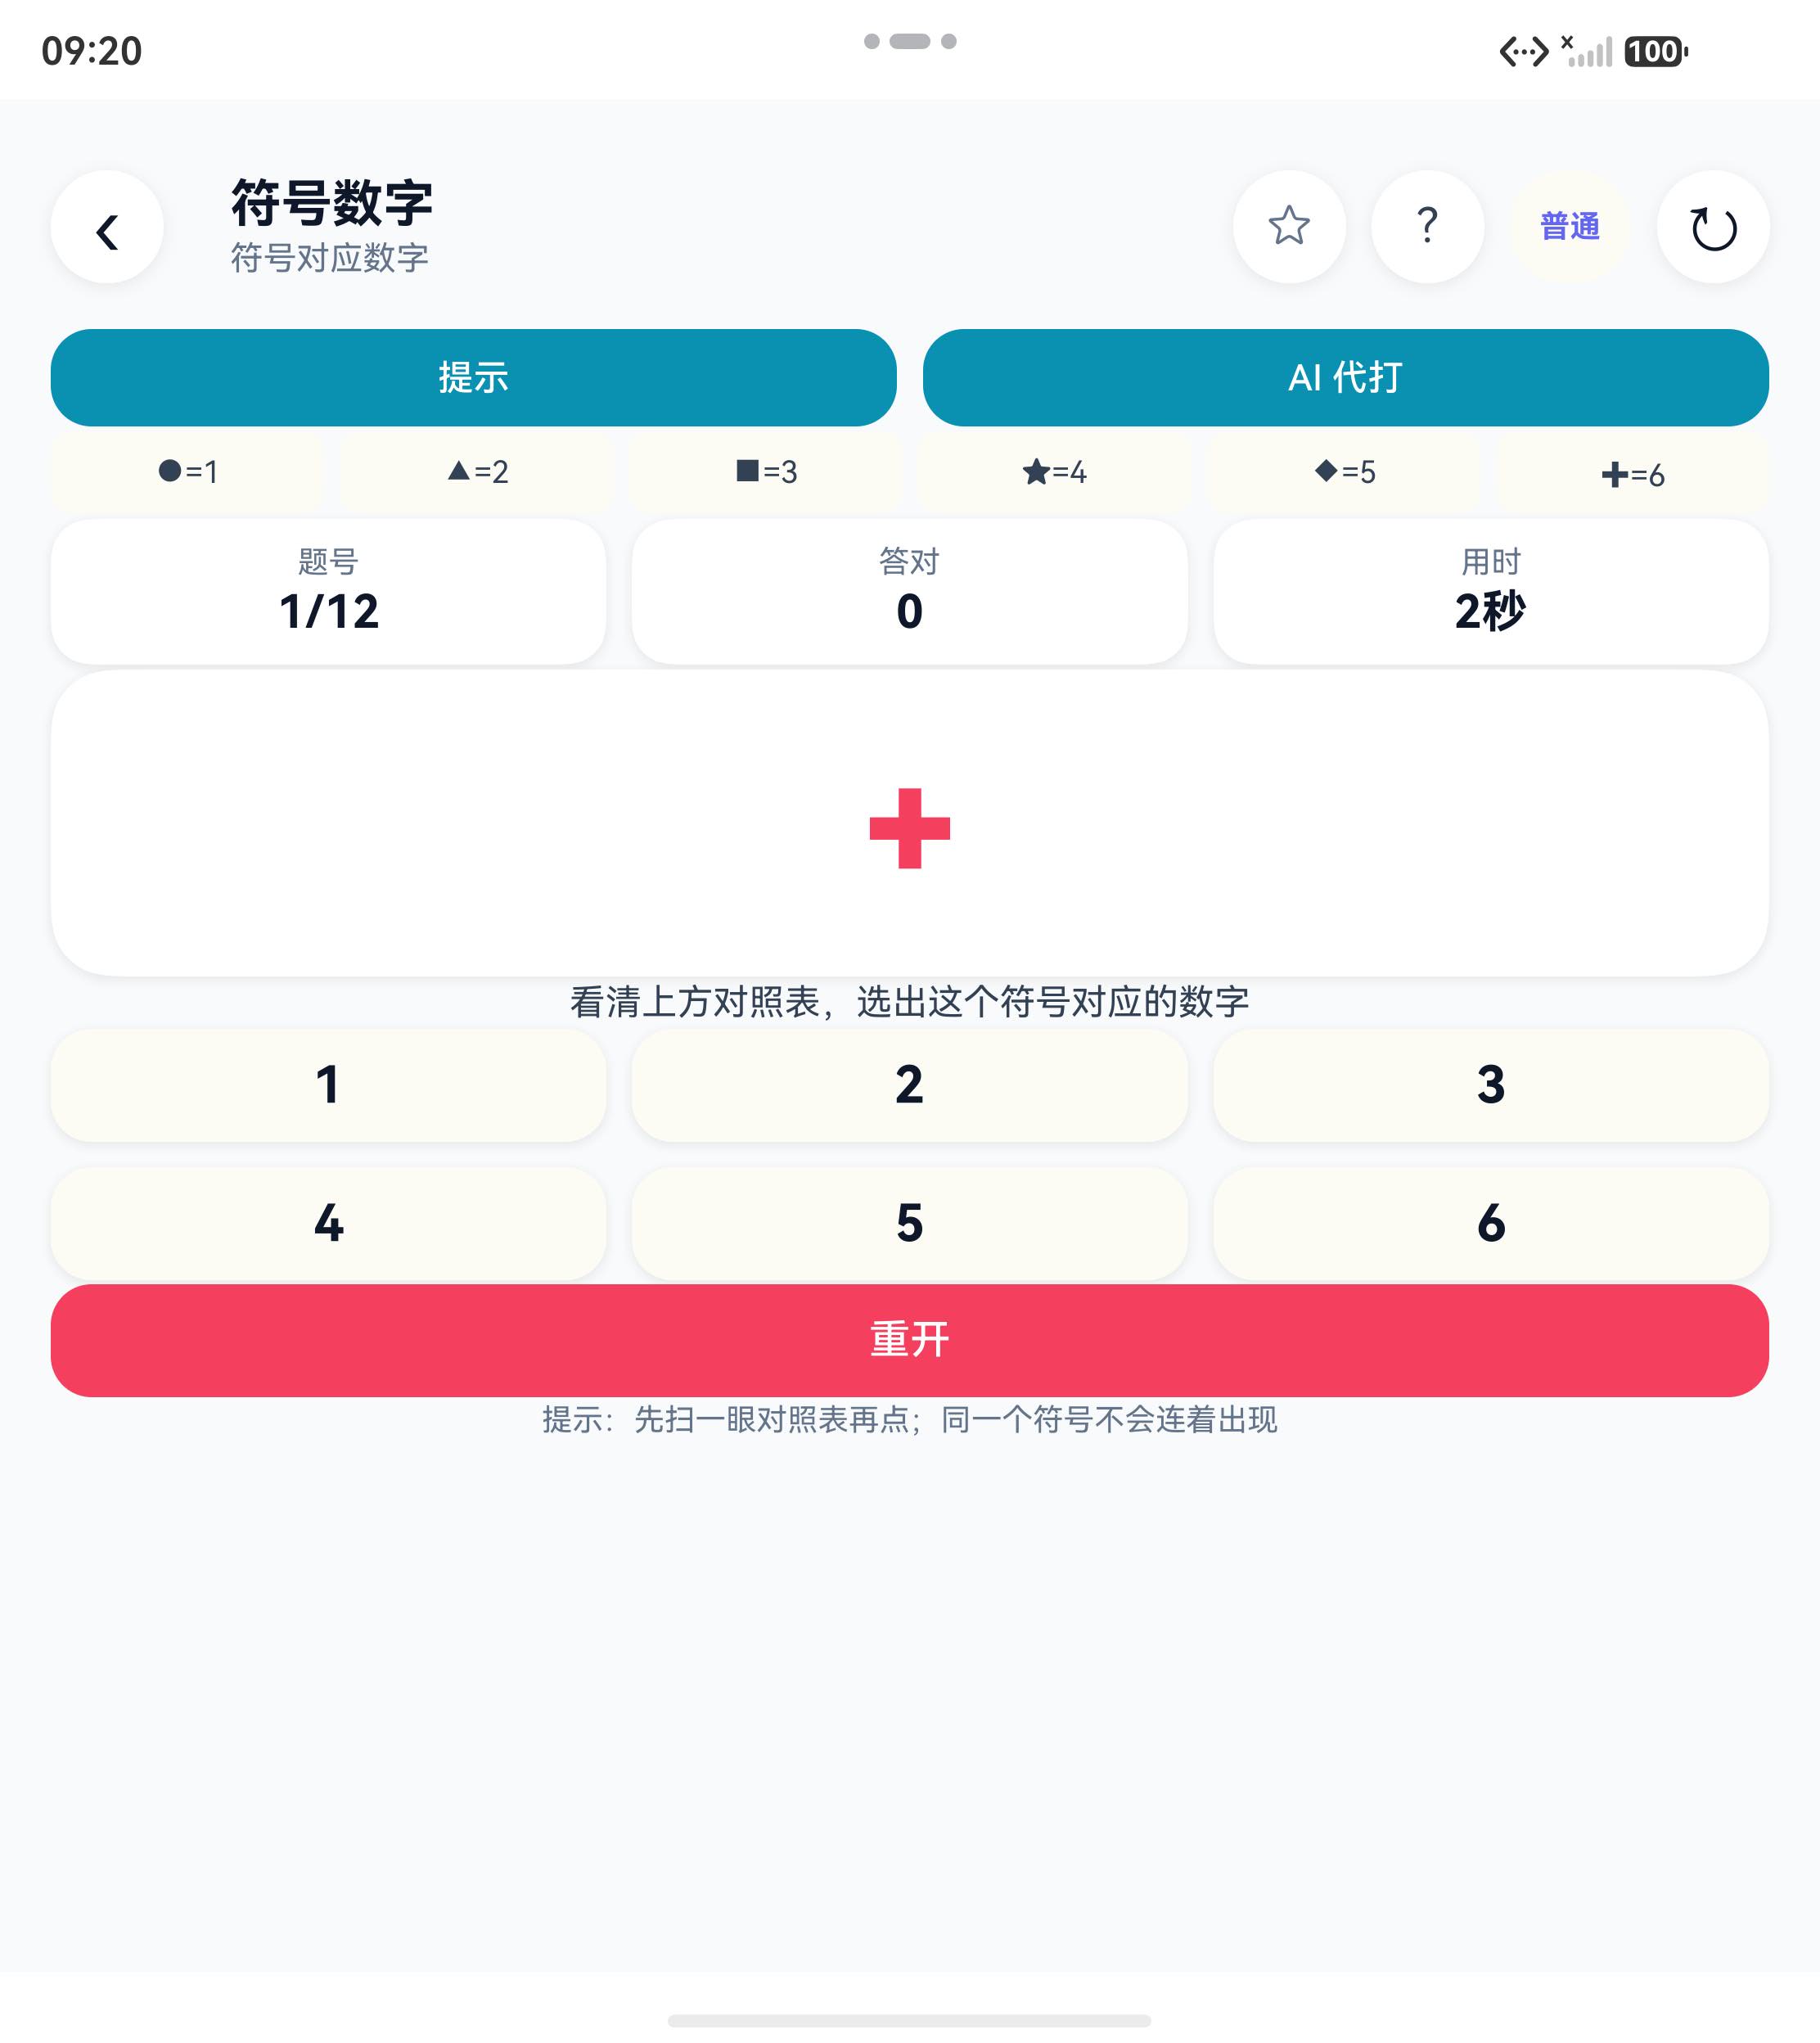 09:20
100
符号数字
符号对应数字
?
普通
提示
AI 代打
●=1
▲=2
■=3
★=4
◆=5
✚=6
题号
1/12
答对
0
用时
2秒
✚
看清上方对照表，选出这个符号对应的数字
1
2
3
4
5
6
重开
提示：先扫一眼对照表再点；同一个符号不会连着出现